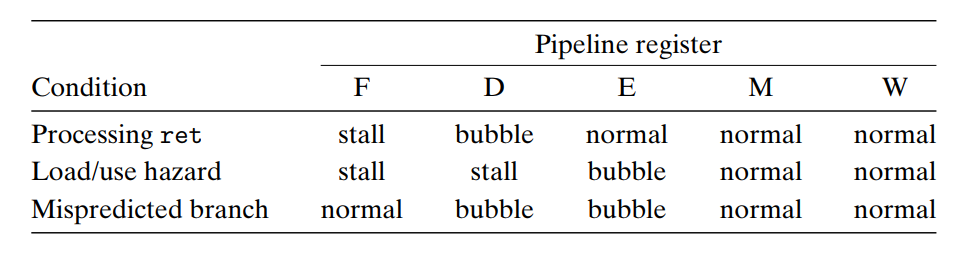 Pipeline register
Condition F D E M W
Processing ret stall bubble normal normal normal
Load/use hazard stall stall bubble normal normal
Mispredicted branch normal bubble bubble normal normal